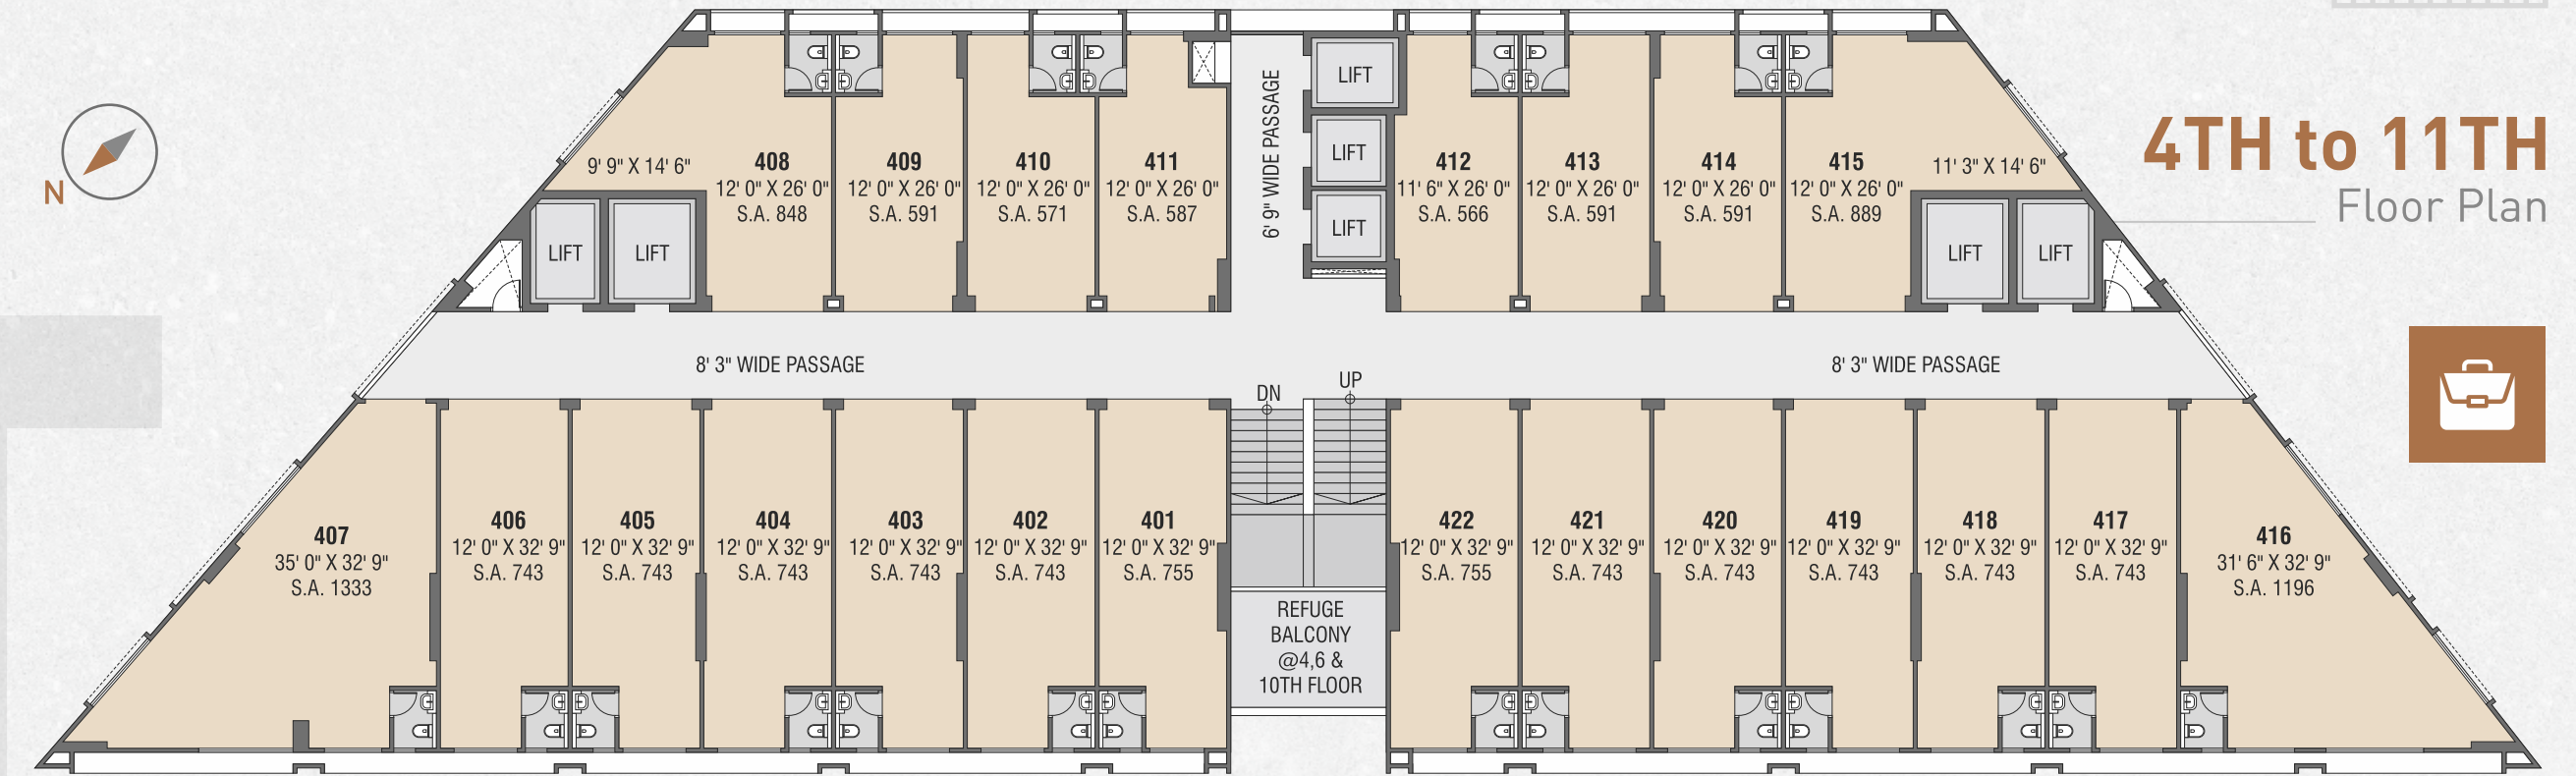 4TH to 11TH
Floor Plan
N
9' 9" X 14' 6"
408
12' 0" X 26' 0"
S.A. 848
409
12' 0" X 26' 0"
S.A. 591
410
12' 0" X 26' 0"
S.A. 571
411
12' 0" X 26' 0"
S.A. 587
6' 9" WIDE PASSAGE
LIFT
LIFT
LIFT
412
11' 6" X 26' 0"
S.A. 566
413
12' 0" X 26' 0"
S.A. 591
414
12' 0" X 26' 0"
S.A. 591
415
12' 0" X 26' 0"
S.A. 889
11' 3" X 14' 6"
LIFT
LIFT
LIFT
LIFT
8' 3" WIDE PASSAGE
8' 3" WIDE PASSAGE
DN
UP
407
35' 0" X 32' 9"
S.A. 1333
406
12' 0" X 32' 9"
S.A. 743
405
12' 0" X 32' 9"
S.A. 743
404
12' 0" X 32' 9"
S.A. 743
403
12' 0" X 32' 9"
S.A. 743
402
12' 0" X 32' 9"
S.A. 743
401
12' 0" X 32' 9"
S.A. 755
REFUGE
BALCONY
@4,6 &
10TH FLOOR
422
12' 0" X 32' 9"
S.A. 755
421
12' 0" X 32' 9"
S.A. 743
420
12' 0" X 32' 9"
S.A. 743
419
12' 0" X 32' 9"
S.A. 743
418
12' 0" X 32' 9"
S.A. 743
417
12' 0" X 32' 9"
S.A. 743
416
31' 6" X 32' 9"
S.A. 1196